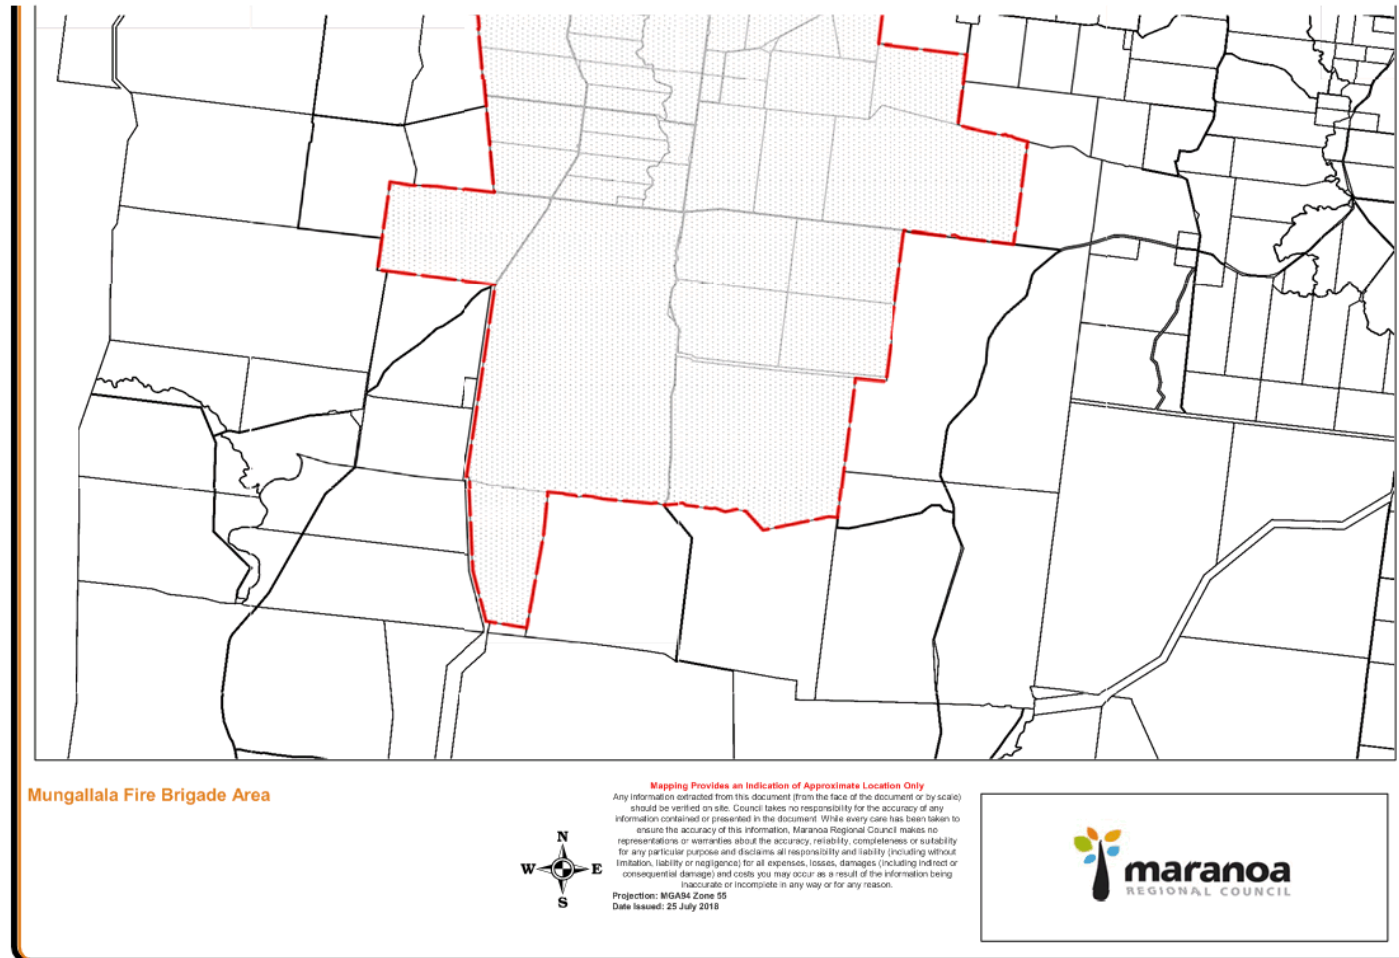 Mungallala Fire Brigade Area
Mapping Provides an Indication of Approximate Location Only
Any information extracted from this document (from the face of the document or by scale)
should be verified on site. Council takes no responsibility for the accuracy of any
information contained or presented in the document. While every care has been taken to
ensure the accuracy of this information, Maranoa Regional Council makes no
representations or warranties about the accuracy, reliability, completeness or suitability
for any particular purpose and disclaims all responsibility and liability (including without
limitation, liability or negligence) for all expenses, losses, damages (including indirect or
consequential damage) and costs you may occur as a result of the information being
inaccurate or incomplete in any way or for any reason.
Projection: MGA94 Zone 55
Date Issued: 25 July 2018
N
W E
S
maranoa
REGIONAL COUNCIL